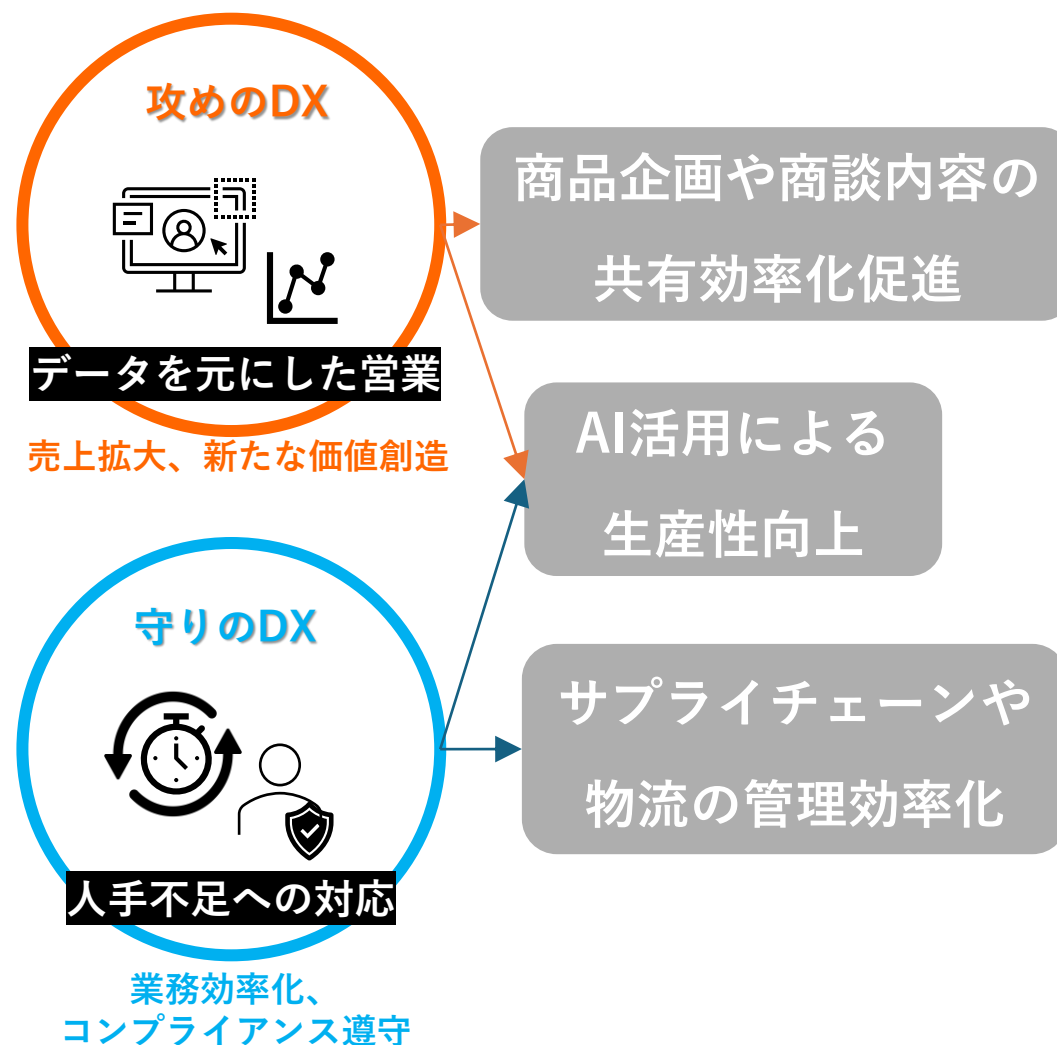 攻めのDX
データを元にした営業
売上拡大、新たな価値創造
商品企画や商談内容の
共有効率化促進
AI活用による
生産性向上
守りのDX
人手不足への対応
業務効率化、
コンプライアンス遵守
サプライチェーンや
物流の管理効率化